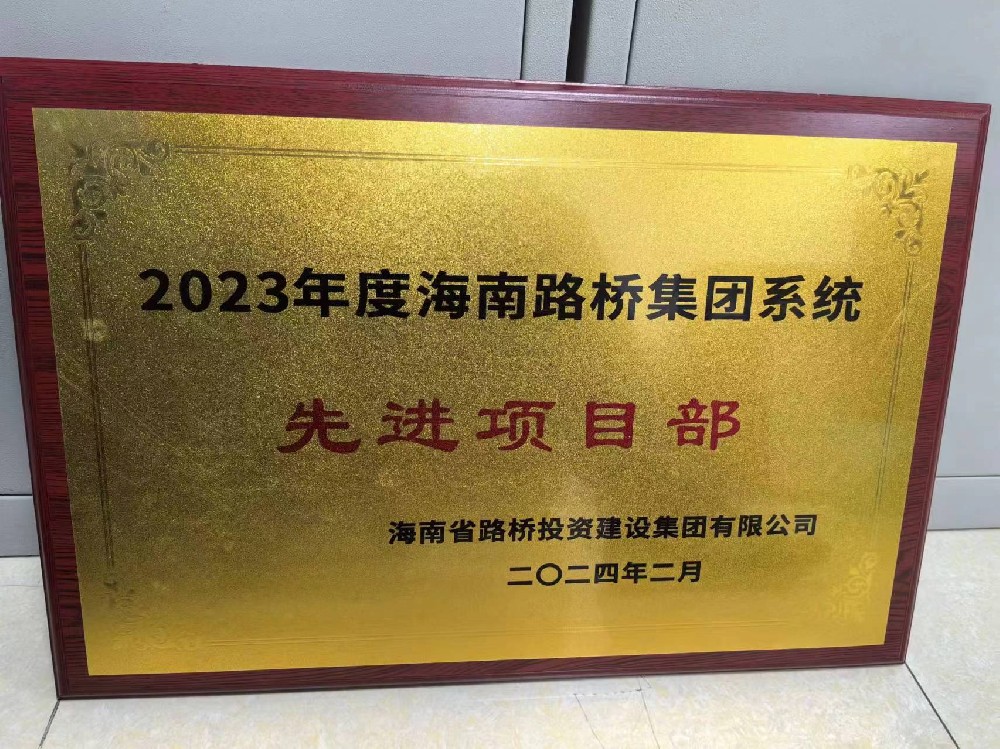 2023年度海南路桥集团系统
先进项目部
海南省路桥投资建设集团有限公司
二〇二四年二月